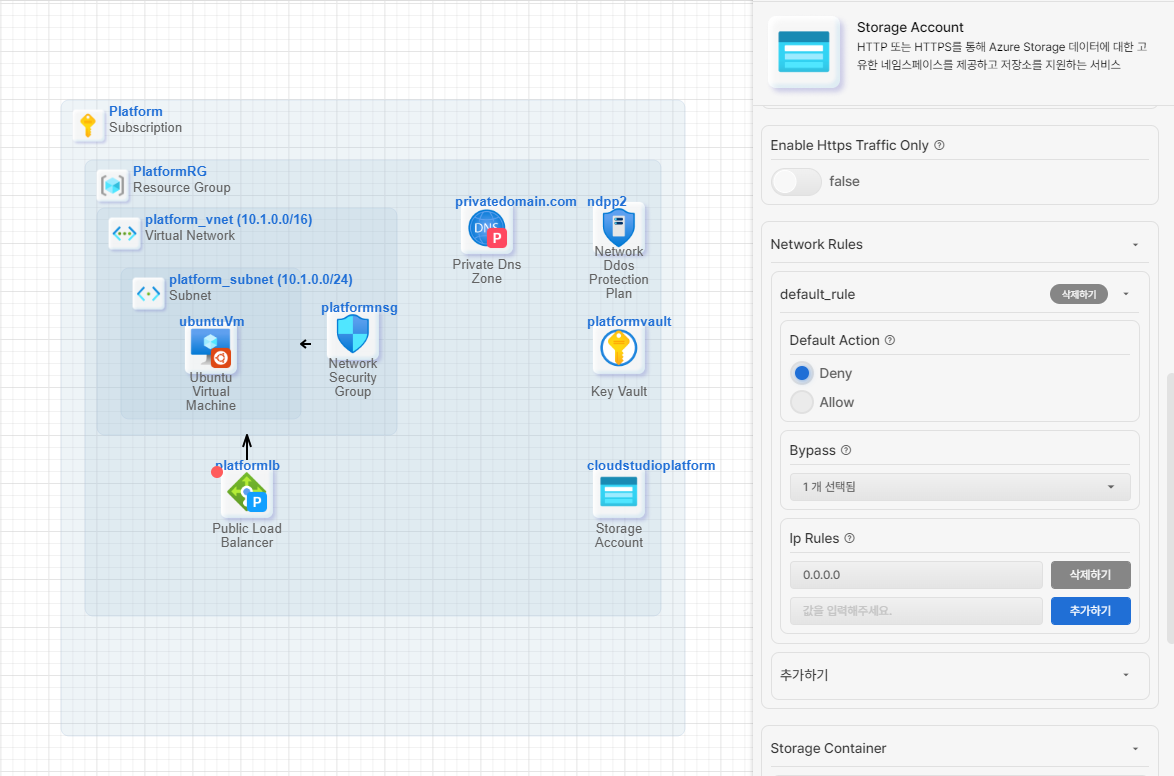 Platform
Subscription
PlatformRG
Resource Group
platform_vnet (10.1.0.0/16)
Virtual Network
platform_subnet (10.1.0.0/24)
Subnet
ubuntuVm
Ubuntu
Virtual
Machine
platformnsg
Network
Security
Group
privatedomain.com
DNS
P
Private Dns
Zone
ndpp2
Network
Ddos
Protection
Plan
platformvault
Key Vault
platformlb
P
Public Load
Balancer
cloudstudioplatform
Storage
Account
Storage Account
HTTP 또는 HTTPS를 통해 Azure Storage 데이터에 대한 고
유한 네임스페이스를 제공하고 저장소를 지원하는 서비스
Enable Https Traffic Only
false
Network Rules
default_rule
삭제하기
Default Action
Deny
Allow
Bypass
1 개 선택됨
Ip Rules
0.0.0.0
삭제하기
값을 입력해주세요.
추가하기
추가하기
Storage Container